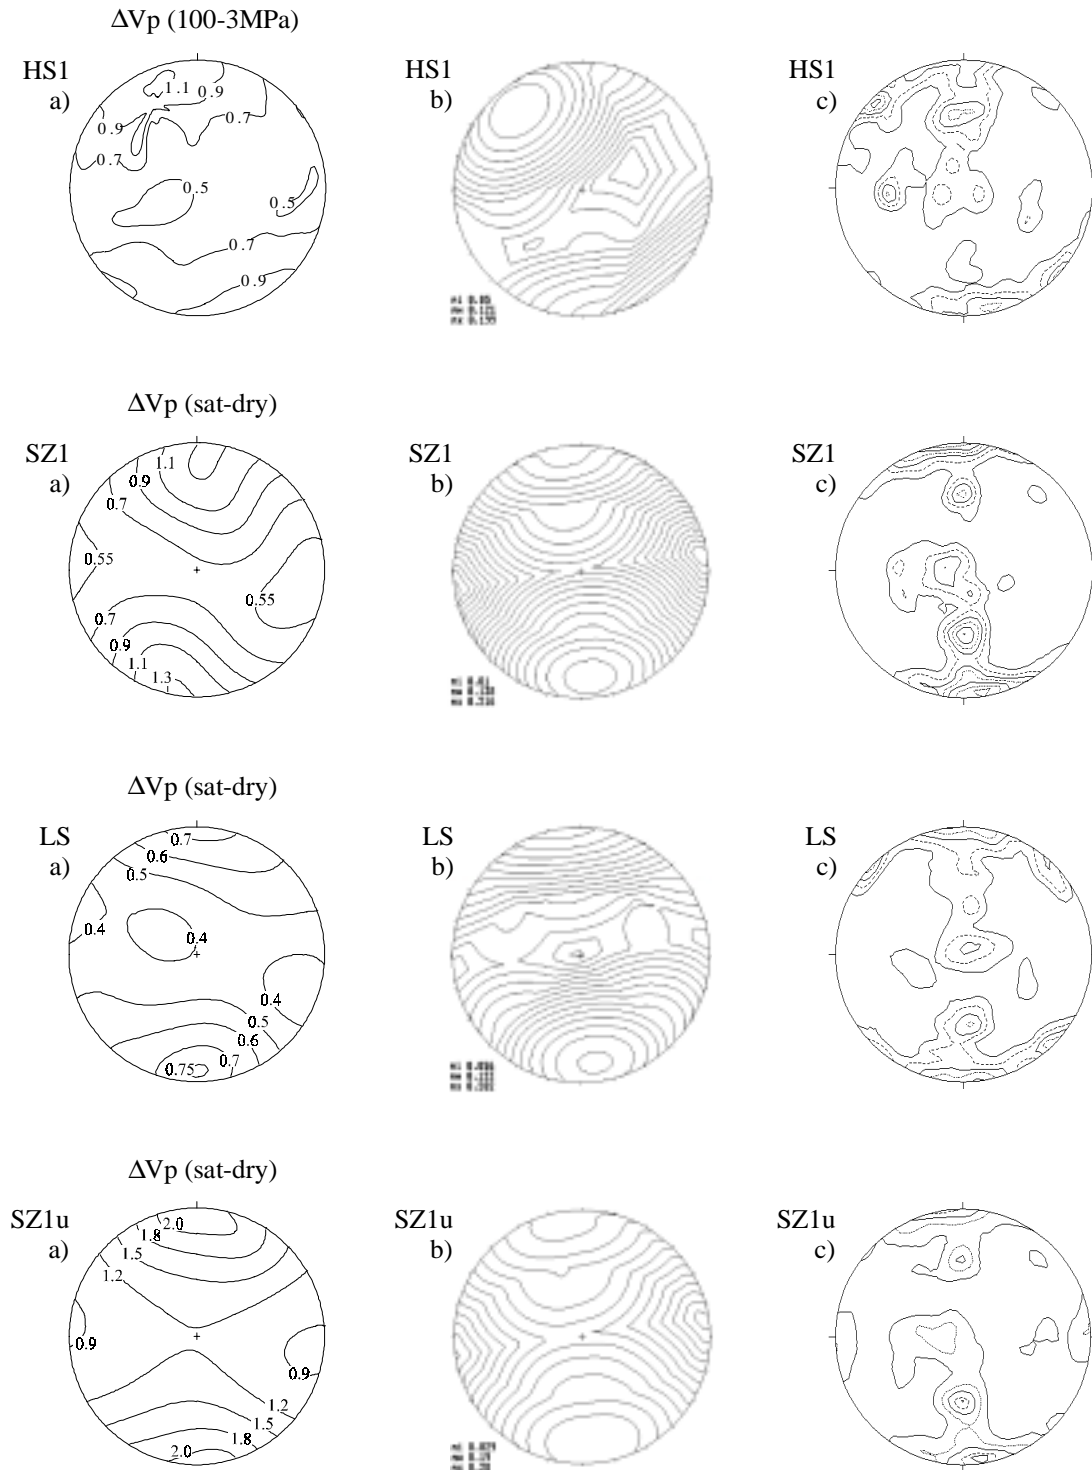 ΔVp (100-3MPa)
HS1
a)
1.1
0.9
0.9
0.7
0.7
0.5
0.5
0.7
0.9
HS1
b)
HS1
c)
ΔVp (sat-dry)
SZ1
a)
1.1
0.9
0.7
0.55
0.55
0.7
0.9
1.1
1.3
SZ1
b)
SZ1
c)
ΔVp (sat-dry)
LS
a)
0.7
0.6
0.5
0.4
0.4
0.4
0.5
0.6
0.7
0.75
LS
b)
LS
c)
ΔVp (sat-dry)
SZ1u
a)
2.0
1.8
1.5
1.2
0.9
0.9
1.2
1.5
1.8
2.0
SZ1u
b)
SZ1u
c)